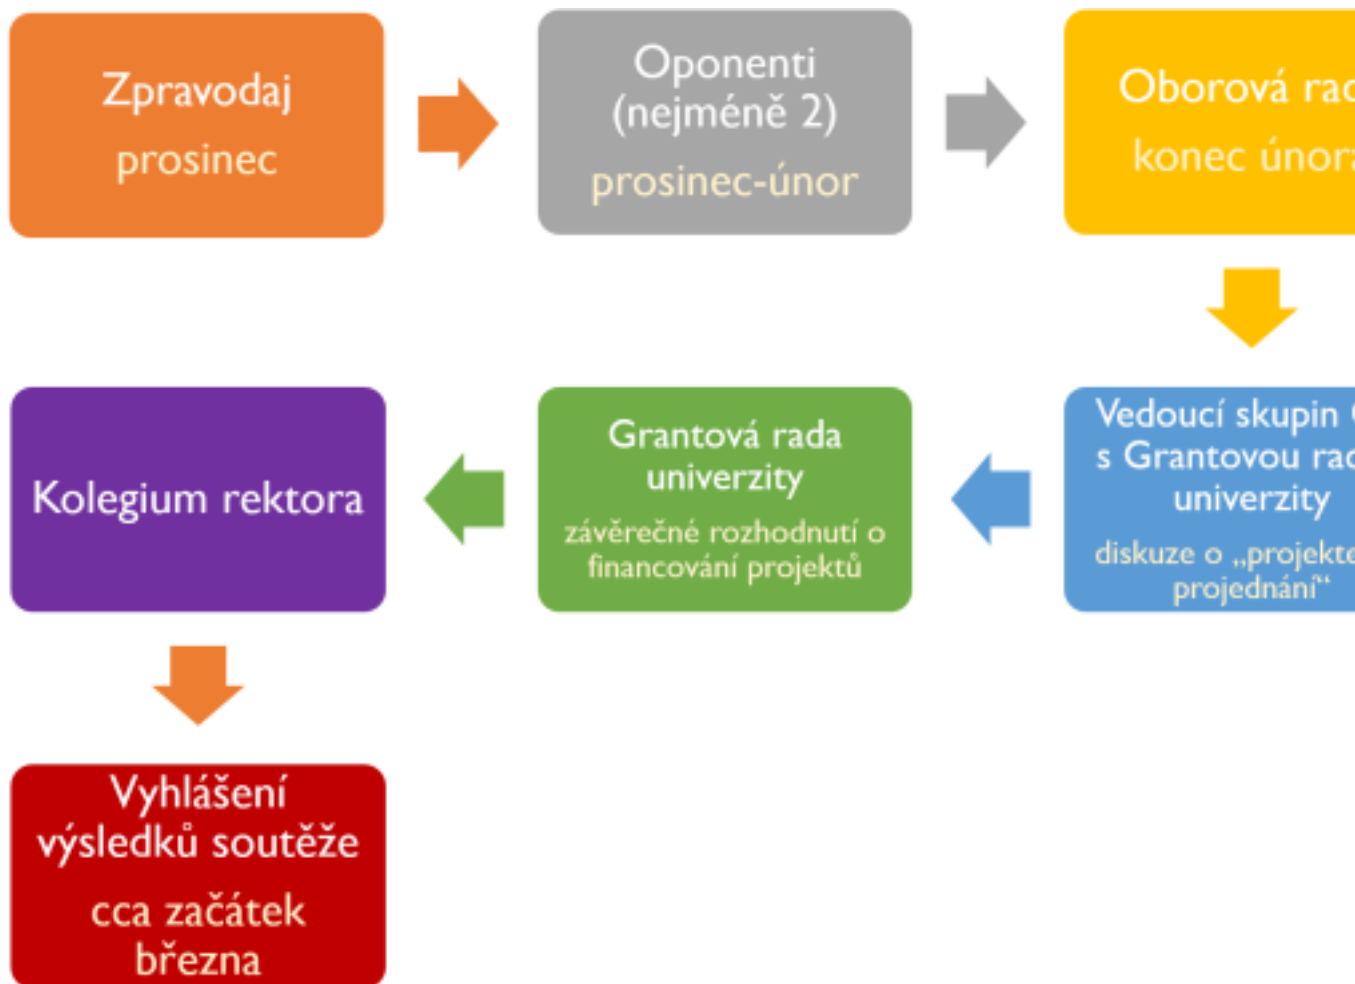 Zpravodaj
prosinec
Oponenti
(nejméně 2)
prosinec-únor
Oborová
konec února
Vedoucí skupin
s Grantovou
univerzity
diskuze o
projednání“
Grantová rada
univerzity
závěrečné rozhodnutí o
financování projektů
Kolegium rektora
Vyhlášení
výsledků soutěže
cca začátek
března